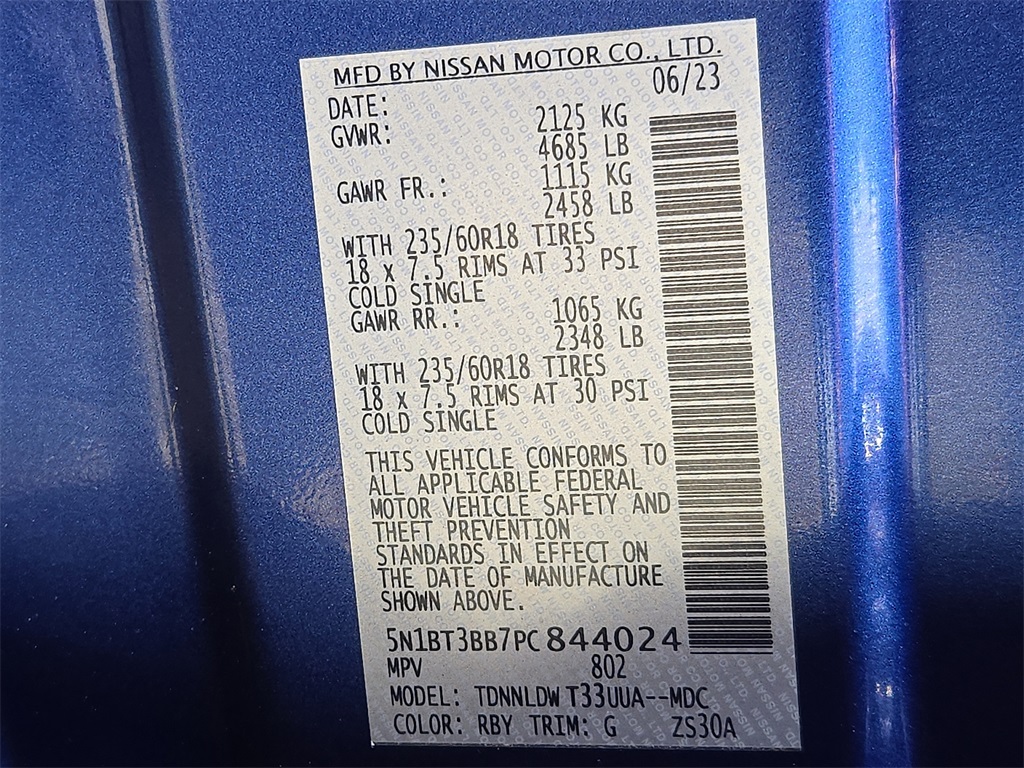 MFD BY NISSAN MOTOR CO., LTD.
DATE: 06/23
GVWR: 2125 KG
4685 LB
GAWR FR.: 1115 KG
2458 LB
WITH 235/60R18 TIRES
18 x 7.5 RIMS AT 33 PSI
COLD SINGLE
GAWR RR.: 1065 KG
2348 LB
WITH 235/60R18 TIRES
18 x 7.5 RIMS AT 30 PSI
COLD SINGLE
THIS VEHICLE CONFORMS TO
ALL APPLICABLE FEDERAL
MOTOR VEHICLE SAFETY AND
THEFT PREVENTION
STANDARDS IN EFFECT ON
THE DATE OF MANUFACTURE
SHOWN ABOVE.
5N1BT3BB7PC844024
MPV 802
MODEL: TDNNLDW T33UUA--MDC
COLOR: RBY TRIM: G ZS30A